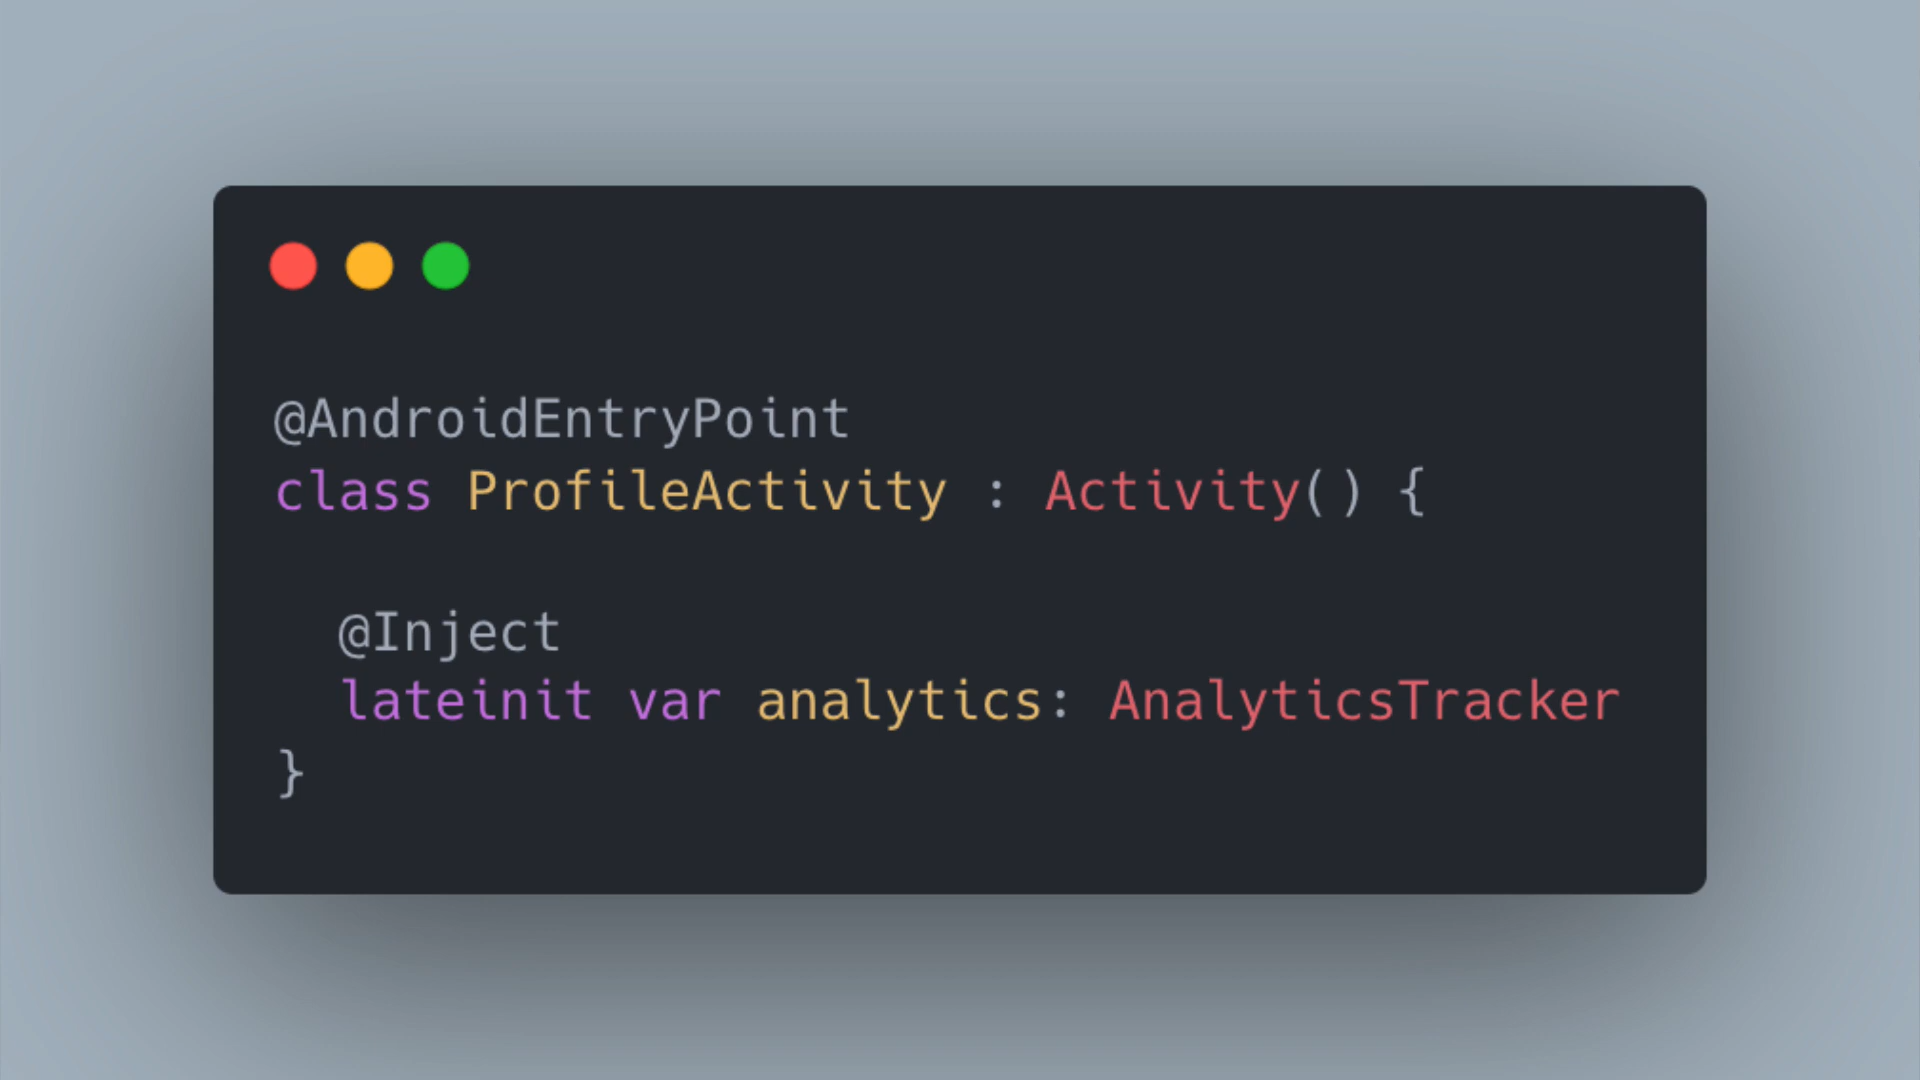 @AndroidEntryPoint
class ProfileActivity : Activity() {
@Inject
lateinit var analytics: AnalyticsTracker
}